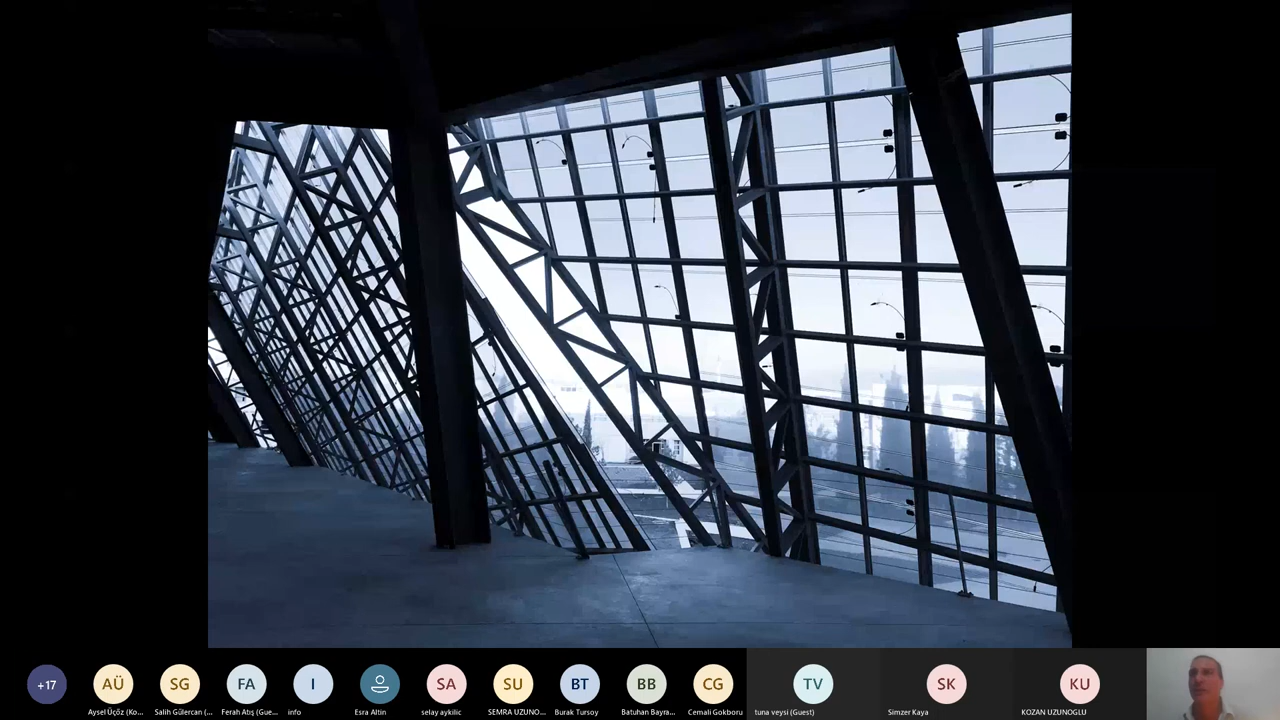 +17
AÜ
SG
FA
I
SA
SU
BT
BB
CG
TV
SK
KU
Aysel Üçöz (Ko...
Salih Gülercan (...
Ferah Atış (Gue...
info
Esra Altin
selay aykilic
SEMRA UZUNO...
Burak Tursoy
Batuhan Bayra...
Cemali Gokboru
tuna veysi (Guest)
Simzer Kaya
KOZAN UZUNOGLU